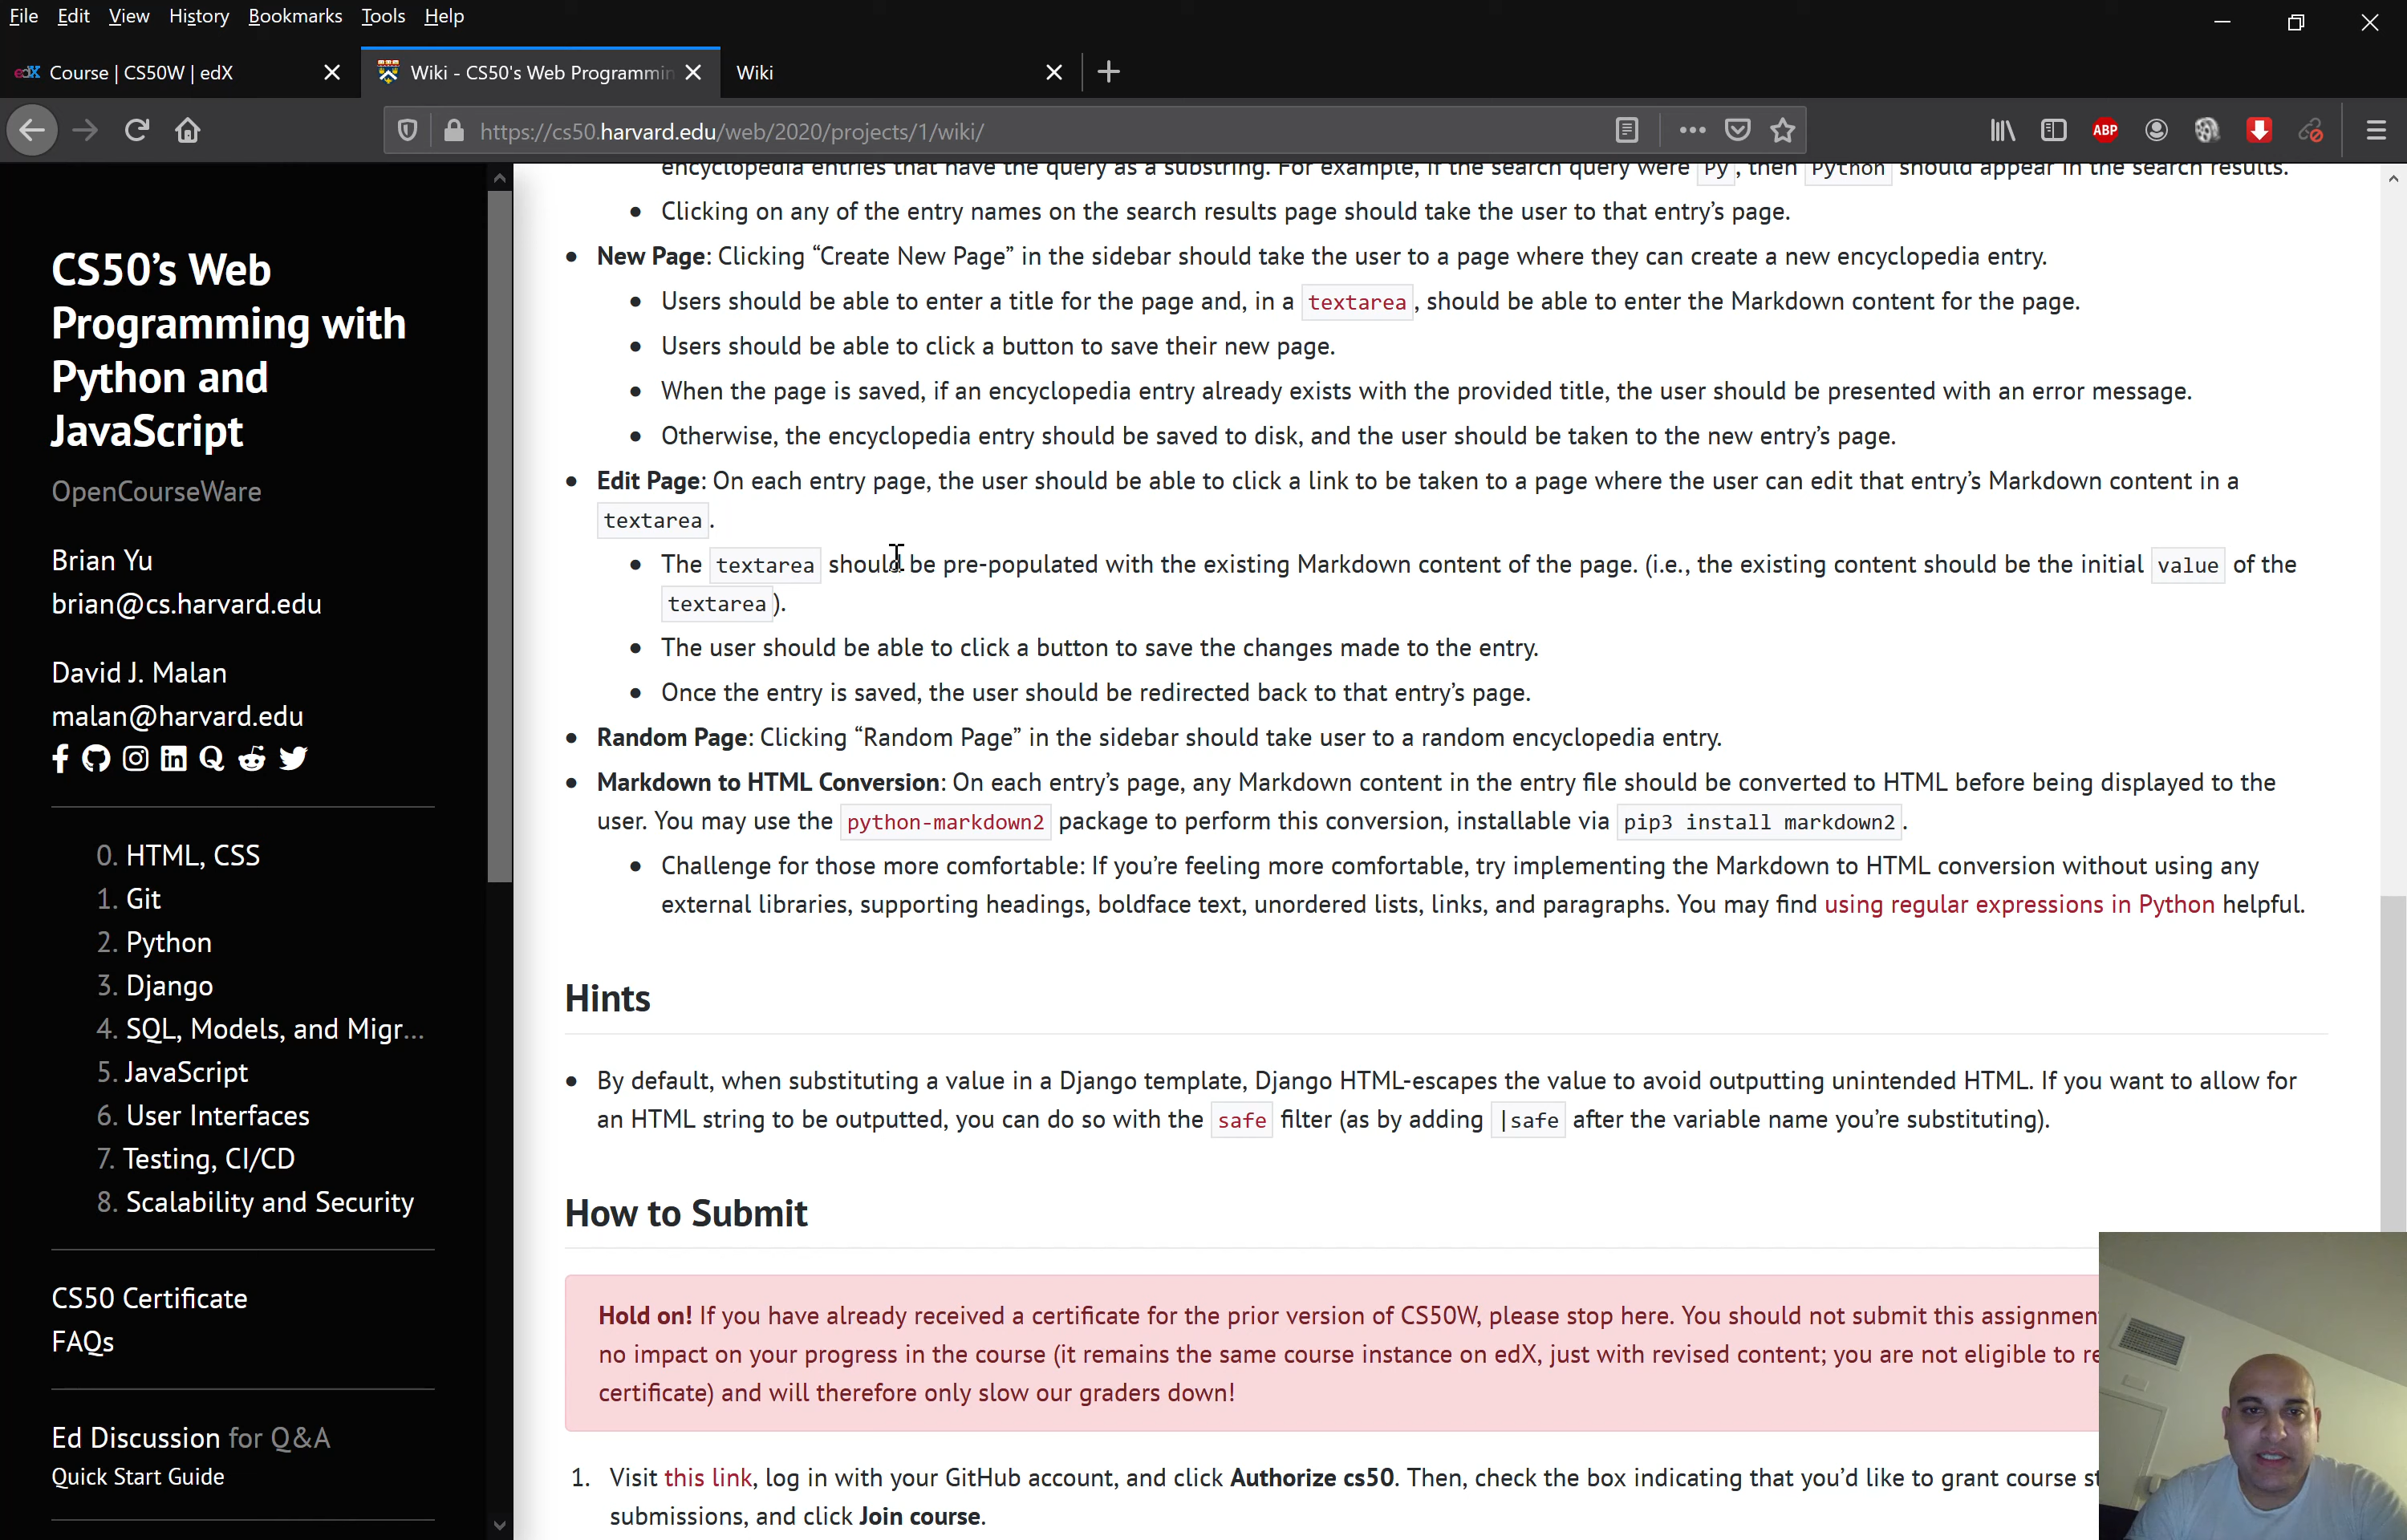 File Edit View History Bookmarks Tools Help
edX Course | CS50W | edX
Wiki - CS50's Web Programmin
Wiki
https://cs50.harvard.edu/web/2020/projects/1/wiki/
ABP
CS50’s Web
Programming with
Python and
JavaScript
OpenCourseWare
Brian Yu
brian@cs.harvard.edu
David J. Malan
malan@harvard.edu
0. HTML, CSS
1. Git
2. Python
3. Django
4. SQL, Models, and Migr...
5. JavaScript
6. User Interfaces
7. Testing, CI/CD
8. Scalability and Security
CS50 Certificate
FAQs
Ed Discussion for Q&A
Quick Start Guide
encyclopedia entries that have the query as a substring. For example, if the search query were Py, then Python should appear in the search results.
Clicking on any of the entry names on the search results page should take the user to that entry’s page.
New Page: Clicking “Create New Page” in the sidebar should take the user to a page where they can create a new encyclopedia entry.
Users should be able to enter a title for the page and, in a textarea, should be able to enter the Markdown content for the page.
Users should be able to click a button to save their new page.
When the page is saved, if an encyclopedia entry already exists with the provided title, the user should be presented with an error message.
Otherwise, the encyclopedia entry should be saved to disk, and the user should be taken to the new entry’s page.
Edit Page: On each entry page, the user should be able to click a link to be taken to a page where the user can edit that entry’s Markdown content in a
textarea.
The textarea should be pre-populated with the existing Markdown content of the page. (i.e., the existing content should be the initial value of the
textarea).
The user should be able to click a button to save the changes made to the entry.
Once the entry is saved, the user should be redirected back to that entry’s page.
Random Page: Clicking “Random Page” in the sidebar should take user to a random encyclopedia entry.
Markdown to HTML Conversion: On each entry’s page, any Markdown content in the entry file should be converted to HTML before being displayed to the
user. You may use the python-markdown2 package to perform this conversion, installable via pip3 install markdown2.
Challenge for those more comfortable: If you’re feeling more comfortable, try implementing the Markdown to HTML conversion without using any
external libraries, supporting headings, boldface text, unordered lists, links, and paragraphs. You may find using regular expressions in Python helpful.
Hints
By default, when substituting a value in a Django template, Django HTML-escapes the value to avoid outputting unintended HTML. If you want to allow for
an HTML string to be outputted, you can do so with the safe filter (as by adding |safe after the variable name you’re substituting).
How to Submit
Hold on! If you have already received a certificate for the prior version of CS50W, please stop here. You should not submit this assignmen
no impact on your progress in the course (it remains the same course instance on edX, just with revised content; you are not eligible to re
certificate) and will therefore only slow our graders down!
1. Visit this link, log in with your GitHub account, and click Authorize cs50. Then, check the box indicating that you’d like to grant course st
submissions, and click Join course.